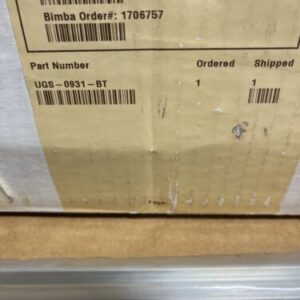 Bimba Order#: 1706757
Part Number Ordered Shipped
UGS-0931-BT 1 1